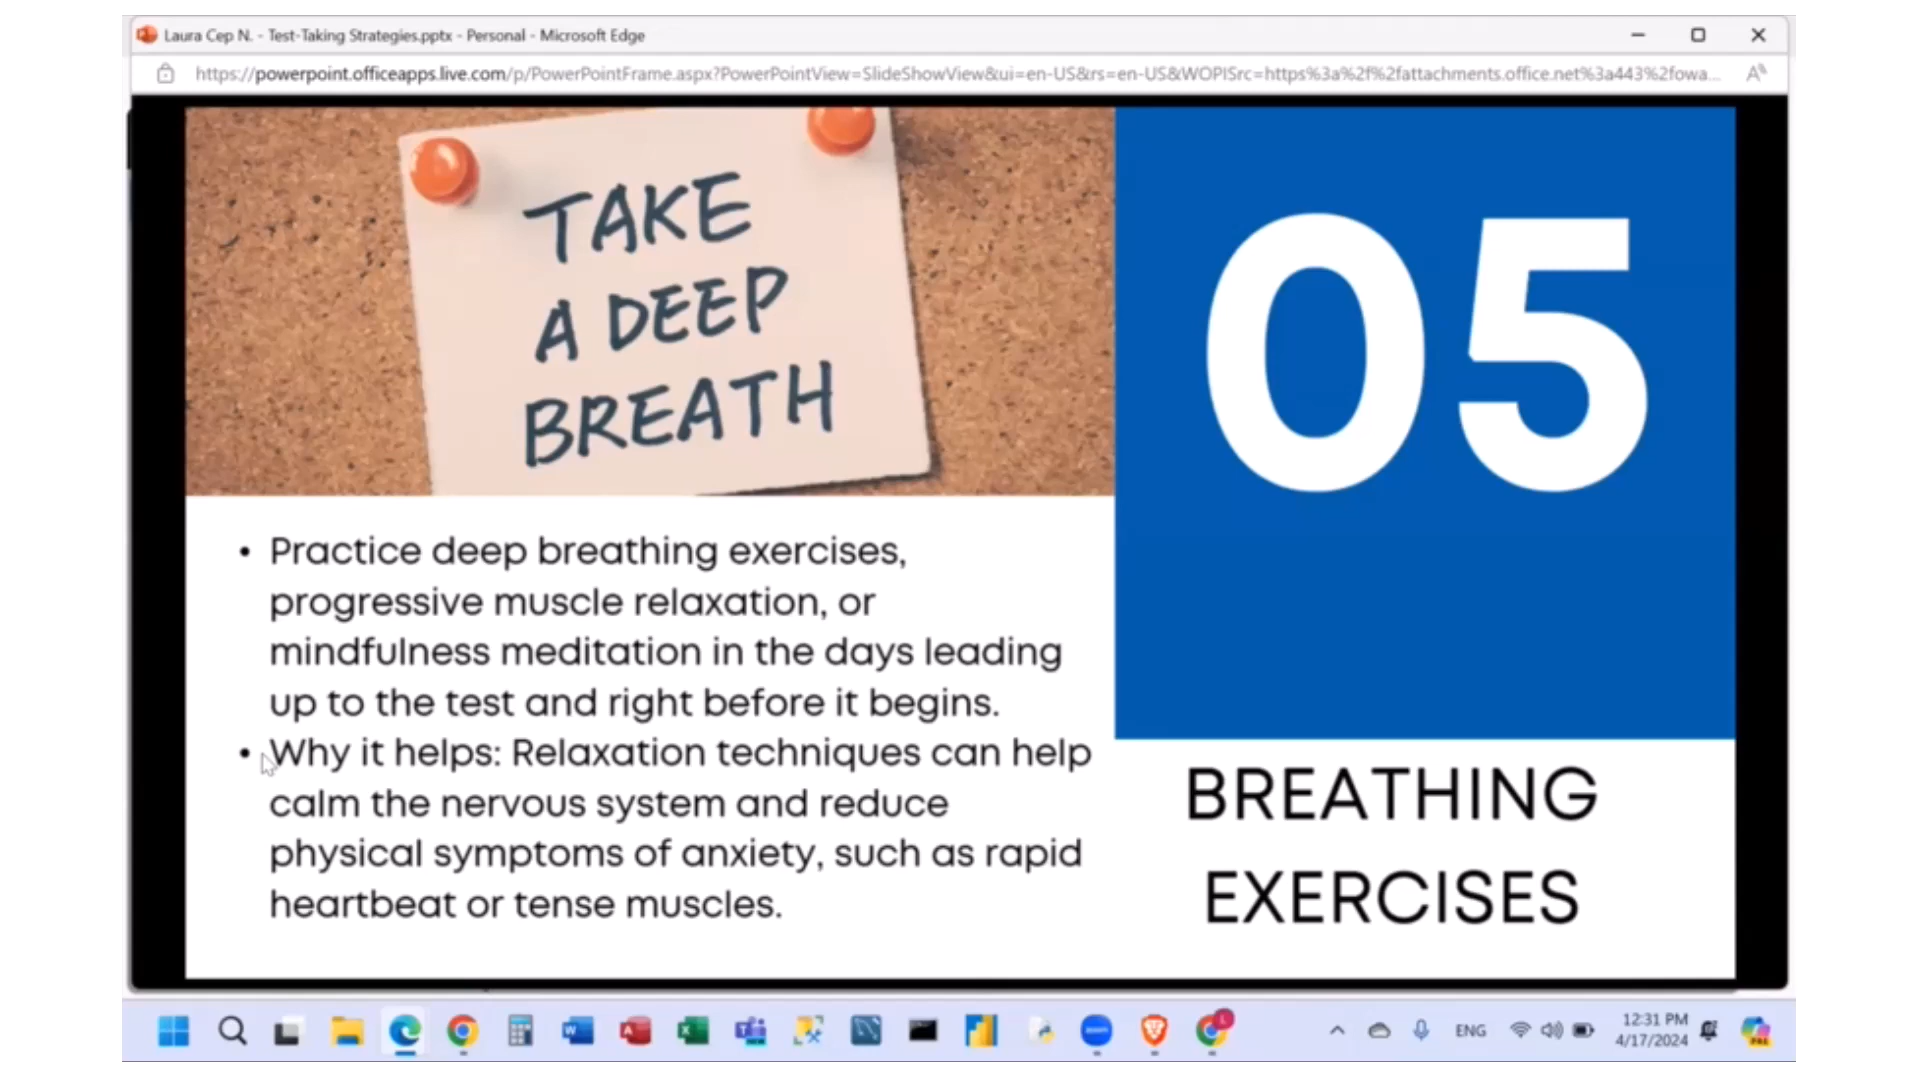 Laura Cep N. - Test-Taking Strategies.pptx - Personal - Microsoft Edge
https://powerpoint.officeapps.live.com/p/PowerPointFrame.aspx?PowerPointView=SlideShowView&ui=en-US&rs=en-US&WOPISrc=https%3a%2f%2fattachments.office.net%3a443%2fowa...
TAKE
A DEEP
BREATH
05
• Practice deep breathing exercises,
progressive muscle relaxation, or
mindfulness meditation in the days leading
up to the test and right before it begins.
• Why it helps: Relaxation techniques can help
calm the nervous system and reduce
physical symptoms of anxiety, such as rapid
heartbeat or tense muscles.
BREATHING
EXERCISES
ENG
12:31 PM
4/17/2024